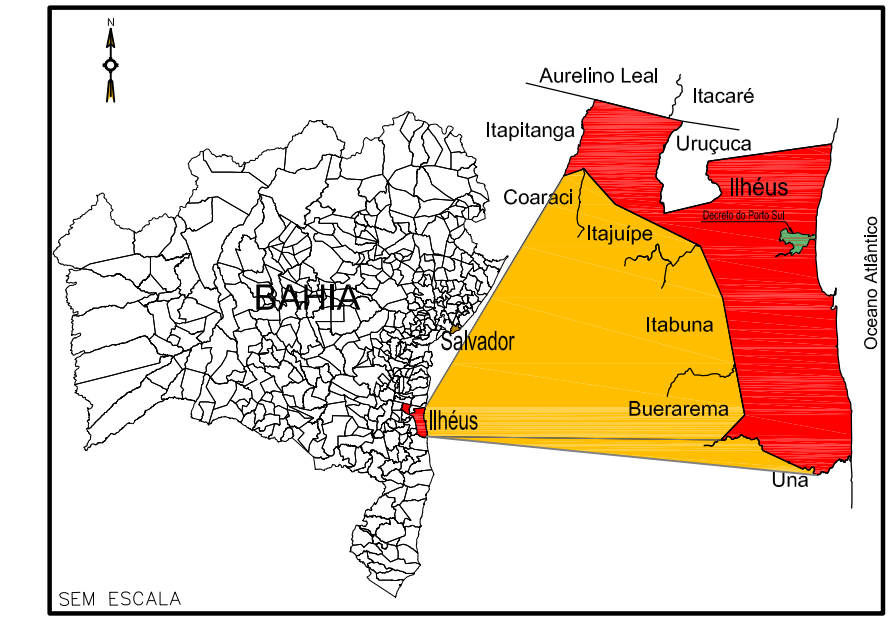 N
Aurelino Leal
Itacaré
Itapitanga
Uruçuca
Ilhéus
Coaraci
Decreto do Porto Sul
Itajuípe
Oceano Atlântico
BAHIA
Itabuna
Salvador
Buerarema
Ilhéus
Una
SEM ESCALA